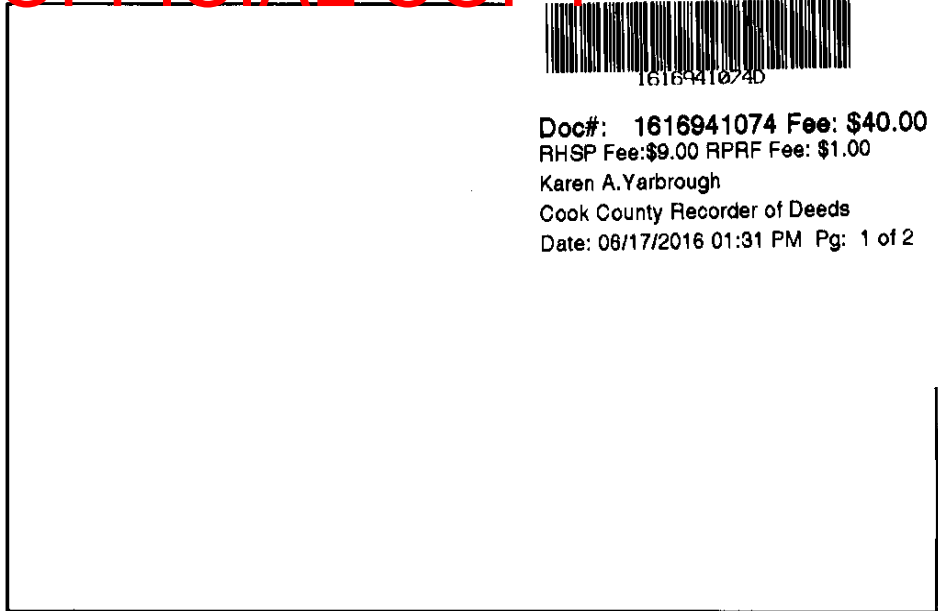 1616941074D
Doc#: 1616941074 Fee: $40.00
RHSP Fee:$9.00 RPRF Fee: $1.00
Karen A.Yarbrough
Cook County Recorder of Deeds
Date: 06/17/2016 01:31 PM Pg: 1 of 2